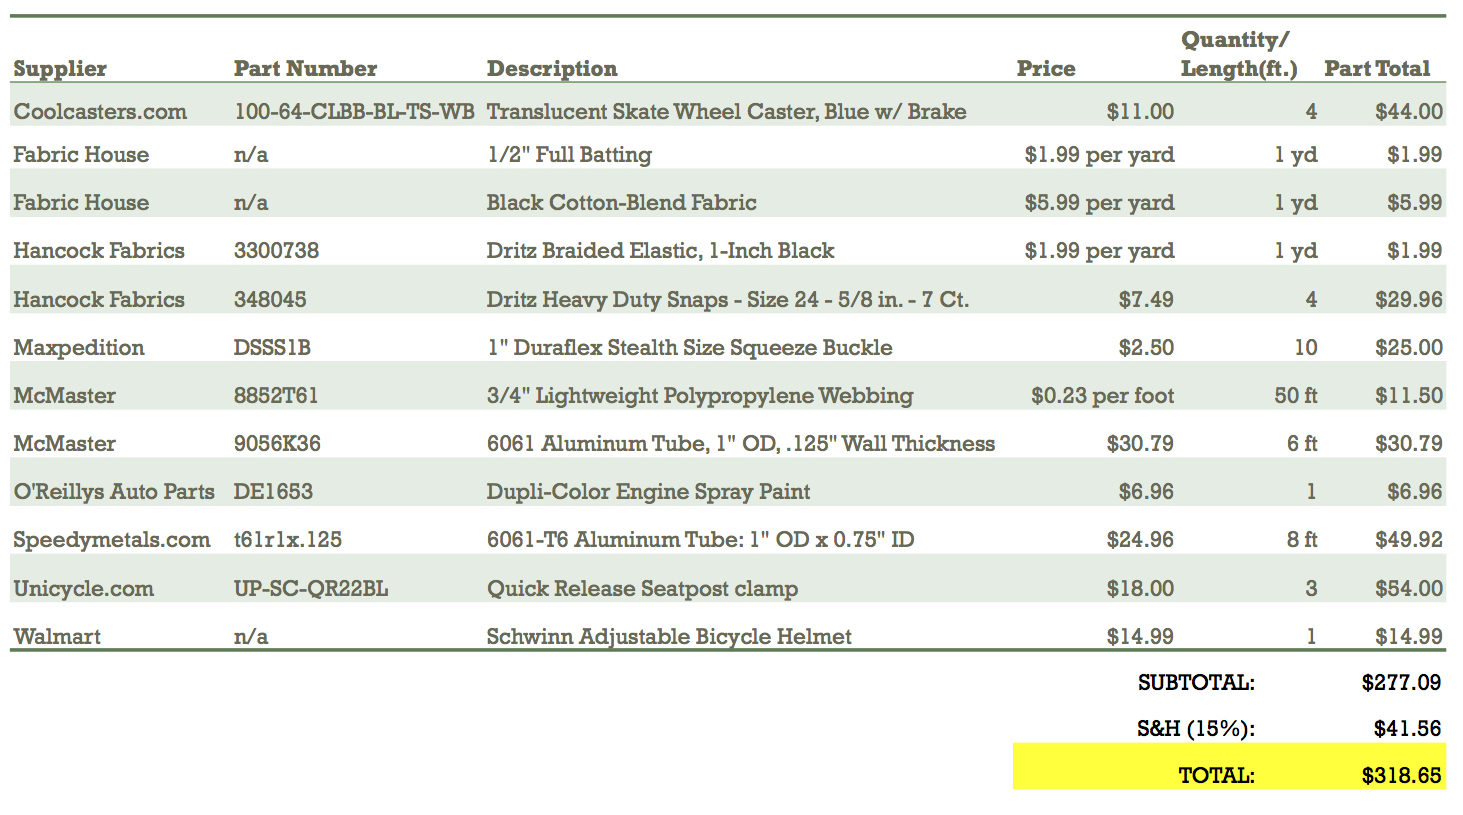 Supplier Part Number Description Price Quantity/ Length(ft.) Part Total
Coolcasters.com 100-64-CLBB-BL-TS-WB Translucent Skate Wheel Caster, Blue w/ Brake $11.00 4 $44.00
Fabric House n/a 1/2" Full Batting $1.99 per yard 1 yd $1.99
Fabric House n/a Black Cotton-Blend Fabric $5.99 per yard 1 yd $5.99
Hancock Fabrics 3300738 Dritz Braided Elastic, 1-Inch Black $1.99 per yard 1 yd $1.99
Hancock Fabrics 348045 Dritz Heavy Duty Snaps - Size 24 - 5/8 in. - 7 Ct. $7.49 4 $29.96
Maxpedition DSSS1B 1" Duraflex Stealth Size Squeeze Buckle $2.50 10 $25.00
McMaster 8852T61 3/4" Lightweight Polypropylene Webbing $0.23 per foot 50 ft $11.50
McMaster 9056K36 6061 Aluminum Tube, 1" OD, .125" Wall Thickness $30.79 6 ft $30.79
O'Reillys Auto Parts DE1653 Dupli-Color Engine Spray Paint $6.96 1 $6.96
Speedymetals.com t61r1x.125 6061-T6 Aluminum Tube: 1" OD x 0.75" ID $24.96 8 ft $49.92
Unicycle.com UP-SC-QR22BL Quick Release Seatpost clamp $18.00 3 $54.00
Walmart n/a Schwinn Adjustable Bicycle Helmet $14.99 1 $14.99
SUBTOTAL: $277.09
S&H (15%): $41.56
TOTAL: $318.65